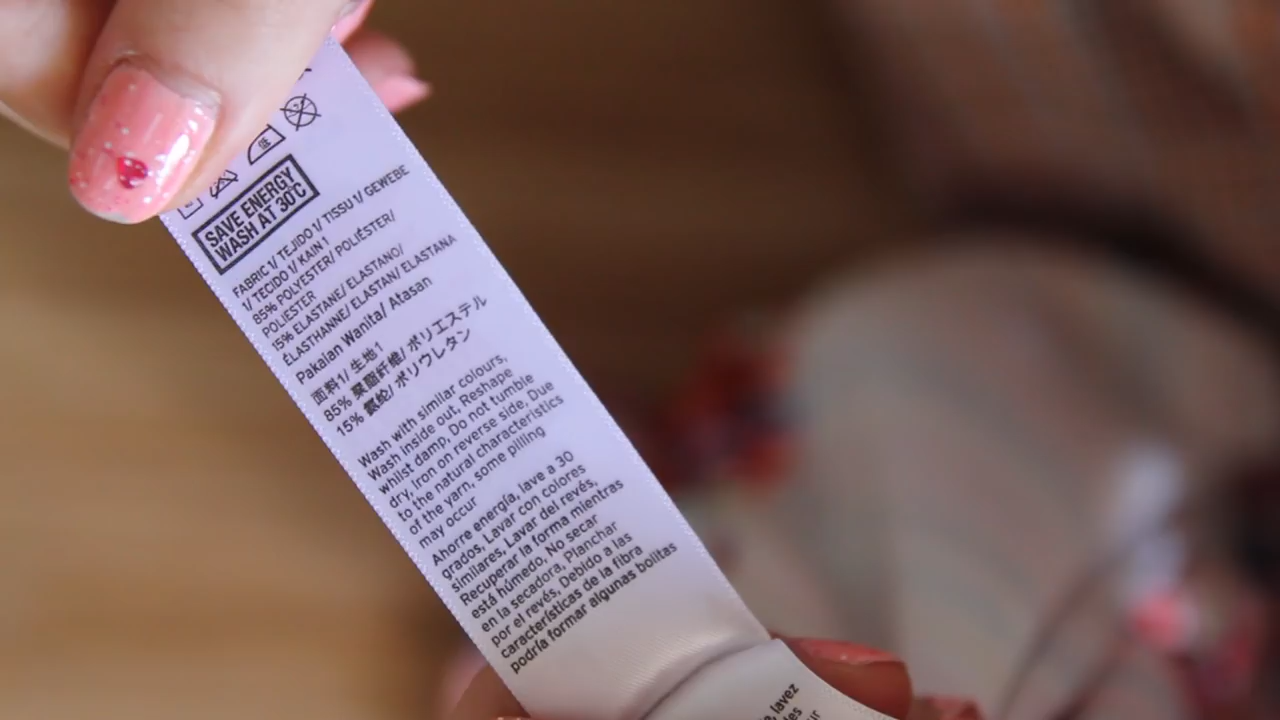 SAVE ENERGY
WASH AT 30℃
FABRIC 1/ TEJIDO 1/ TISSU 1/ GEWEBE
1/ TECIDO 1/ KAIN 1
85% POLYESTER/ POLIÉSTER/
POLIESTER
15% ELASTANE/ ELASTANO/
ÉLASTHANNE/ ELASTAN/ ELASTANA
Pakaian Wanita/ Atasan
面料1/ 生地1
85% 聚酯纤维/ ポリエステル
15% 氨纶/ ポリウレタン
Wash with similar colours,
Wash inside out, Reshape
whilst damp, Do not tumble
dry, Iron on reverse side, Due
to the natural characteristics
of the yarn, some pilling
may occur
Ahorre energía, lave a 30
grados, Lavar con colores
similares, Lavar del revés,
Recuperar la forma mientras
está húmedo, No secar
en la secadora, Planchar
por el revés, Debido a las
características de la fibra
podría formar algunas bolitas
lavez